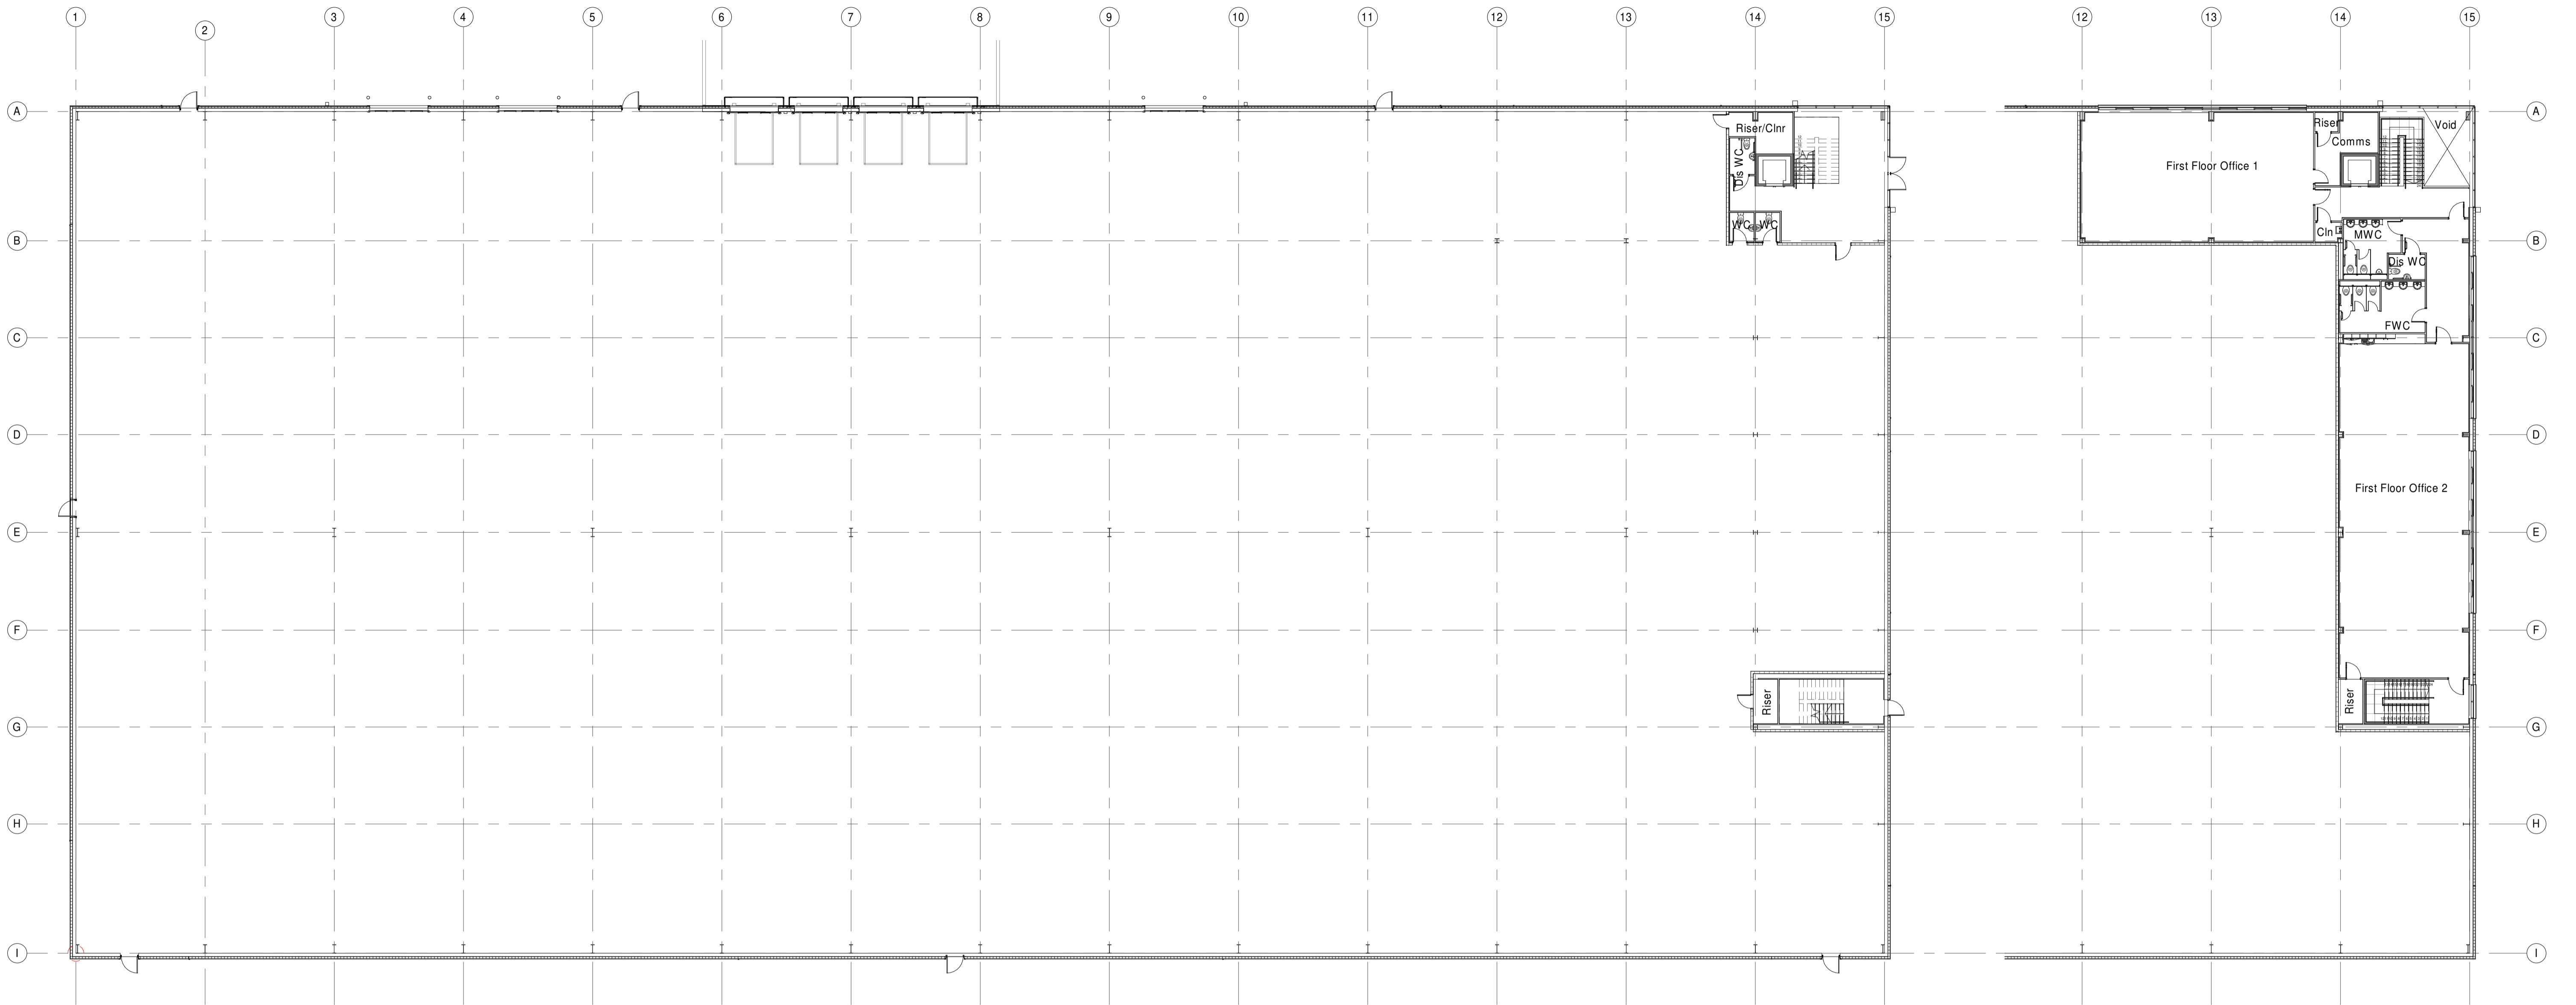 1
2
3
4
5
6
7
8
9
10
11
12
13
14
15
12
13
14
15
A
A
Riser/Clnr
Dis WC
WC
WC
Riser
Comms
Void
First Floor Office 1
B
Cln
MWC
B
Dis WC
FWC
C
C
D
D
First Floor Office 2
E
E
F
F
Riser
Riser
G
G
H
H
I
I